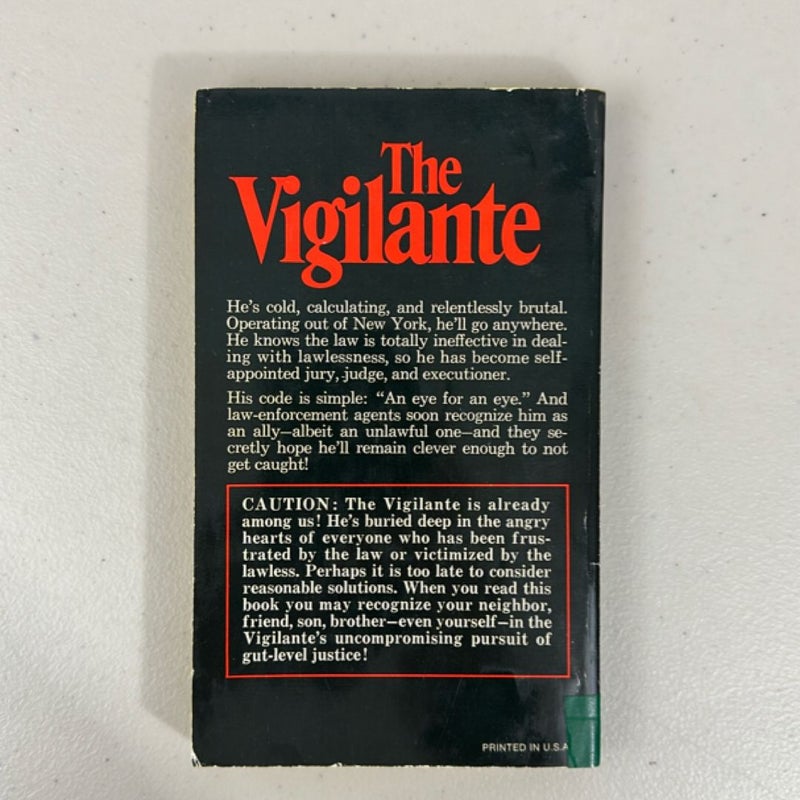 The
Vigilante
He's cold, calculating, and relentlessly brutal.
Operating out of New York, he'll go anywhere.
He knows the law is totally ineffective in deal-
ing with lawlessness, so he has become self-
appointed jury, judge, and executioner.
His code is simple: "An eye for an eye." And
law-enforcement agents soon recognize him as
an ally—albeit an unlawful one—and they se-
cretly hope he'll remain clever enough to not
get caught!
CAUTION: The Vigilante is already
among us! He's buried deep in the angry
hearts of everyone who has been frus-
trated by the law or victimized by the
lawless. Perhaps it is too late to consider
reasonable solutions. When you read this
book you may recognize your neighbor,
friend, son, brother—even yourself—in the
Vigilante's uncompromising pursuit of
gut-level justice!
PRINTED IN U.S.A